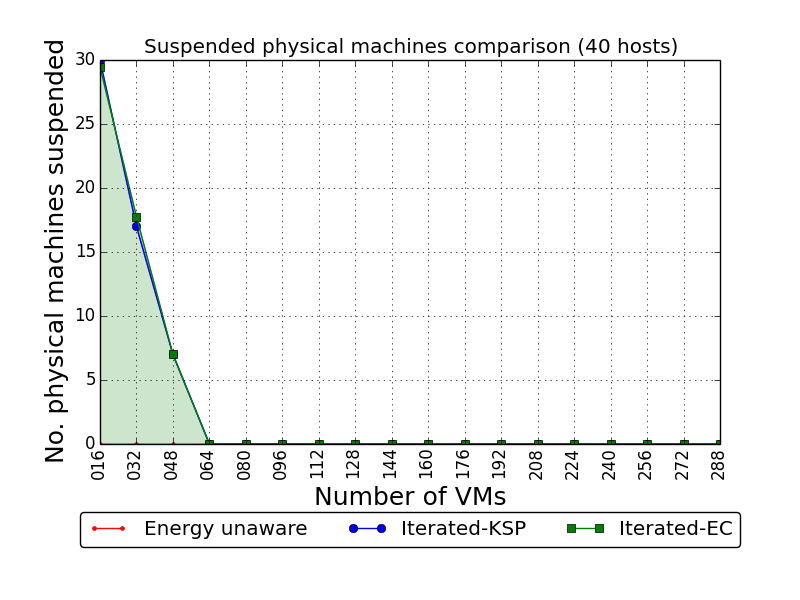 Suspended physical machines comparison (40 hosts)
No. physical machines suspended
30
25
20
15
10
5
0
016 032 048 064 080 096 112 128 144 160 176 192 208 224 240 256 272 288
Number of VMs
Energy unaware Iterated-KSP Iterated-EC